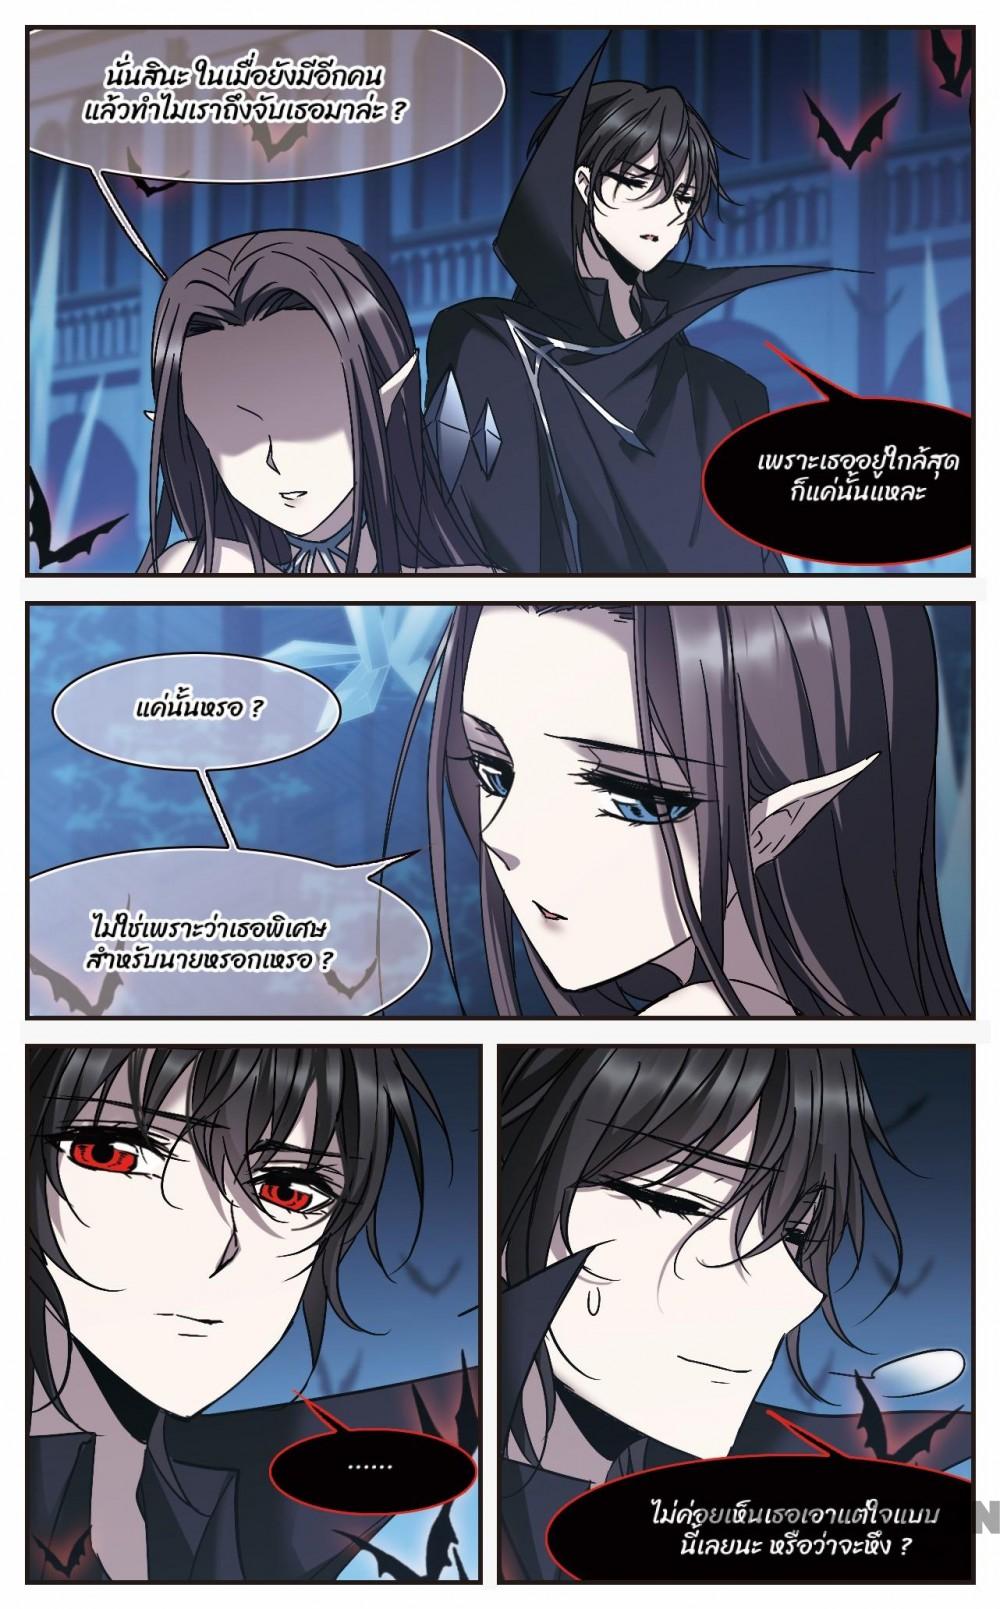 นั่นสินะ ในเมื่อยังมีอีกคน
แล้วทำไมเราถึงจับเธอมาล่ะ ?
เพราะเธออยู่ใกล้สุด
ก็แค่นั้นแหละ
แค่นั้นหรอ ?
ไม่ใช่เพราะว่าเธอพิเศษ
สำหรับนายหรอกเหรอ ?
......
ไม่ค่อยเห็นเธอเอาแต่ใจแบบ
นี้เลยนะ หรือว่าจะหึง ?
N